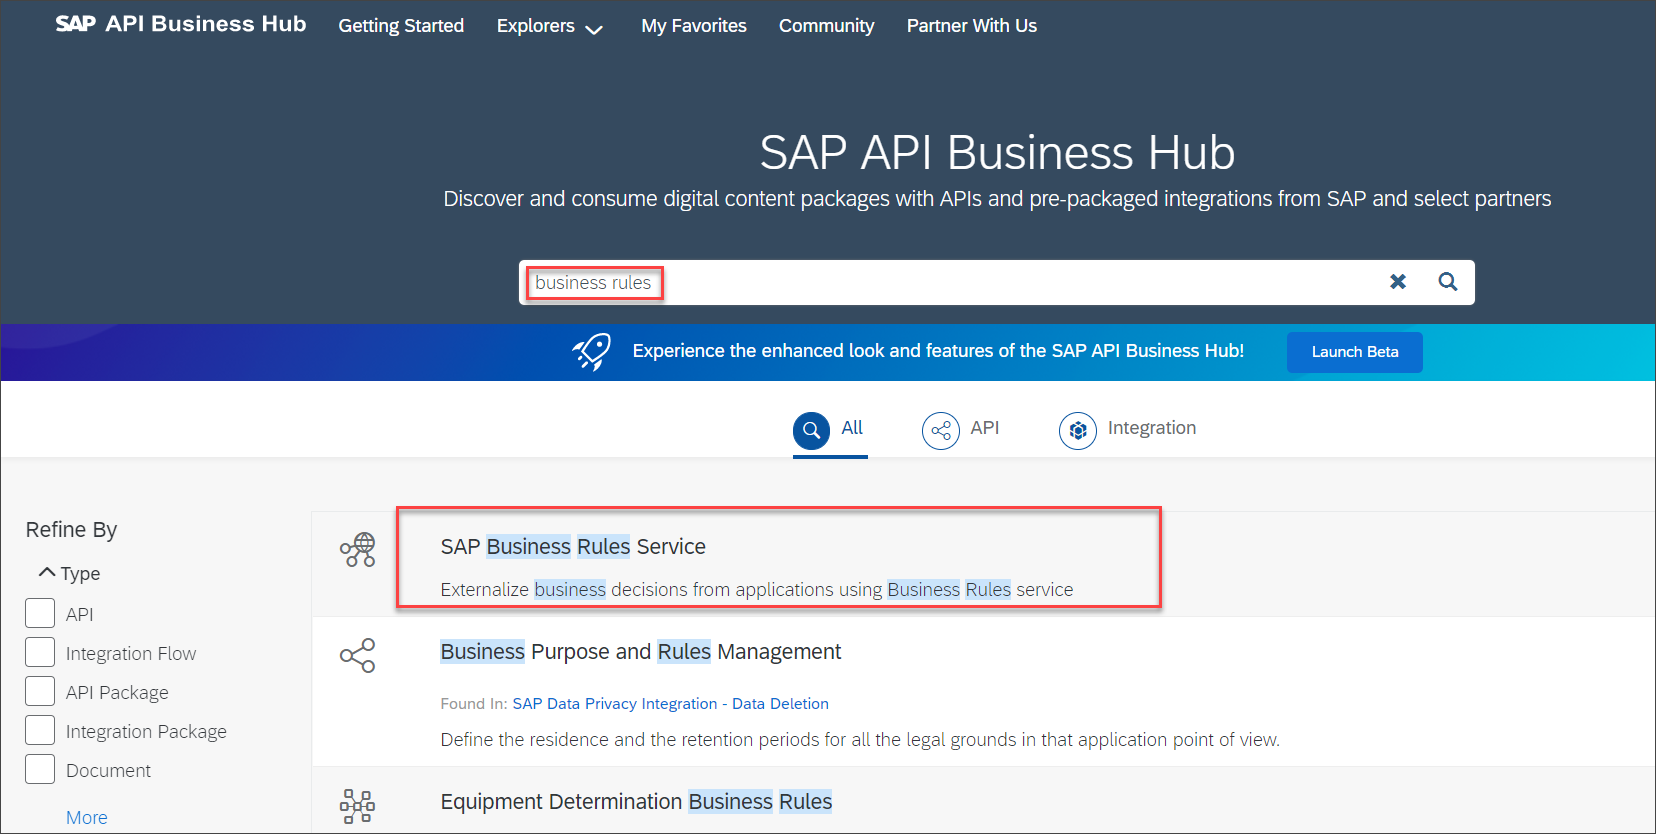 SAP API Business Hub Getting Started Explorers My Favorites Community Partner With Us
SAP API Business Hub
Discover and consume digital content packages with APIs and pre-packaged integrations from SAP and select partners
business rules
Experience the enhanced look and features of the SAP API Business Hub! Launch Beta
All API Integration
Refine By
Type
API
Integration Flow
API Package
Integration Package
Document
More
SAP Business Rules Service
Externalize business decisions from applications using Business Rules service
Business Purpose and Rules Management
Found In: SAP Data Privacy Integration - Data Deletion
Define the residence and the retention periods for all the legal grounds in that application point of view.
Equipment Determination Business Rules